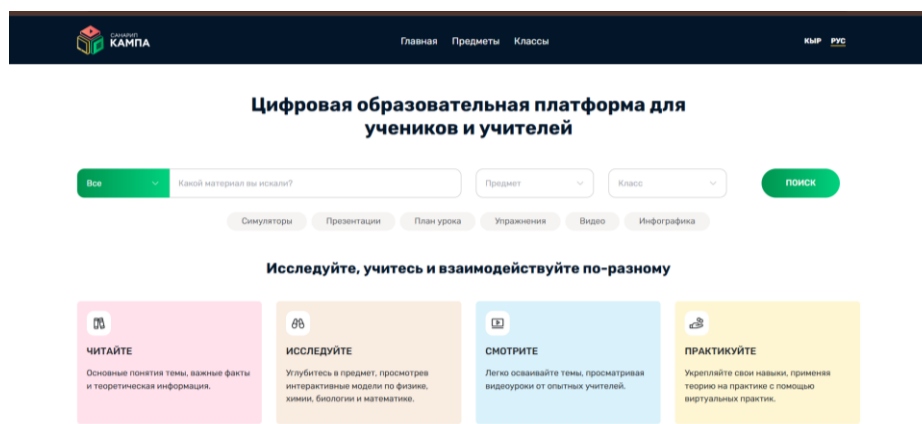 САНАРИП
КАМПА
Главная Предметы Классы
КЫР РУС
Цифровая образовательная платформа для
учеников и учителей
Все
Какой материал вы искали?
Предмет
Класс
ПОИСК
Симуляторы Презентации План урока Упражнения Видео Инфографика
Исследуйте, учитесь и взаимодействуйте по-разному
ЧИТАЙТЕ
Основные понятия темы, важные факты
и теоретическая информация.
ИССЛЕДУЙТЕ
Углубитесь в предмет, просмотрев
интерактивные модели по физике,
химии, биологии и математике.
СМОТРИТЕ
Легко осваивайте темы, просматривая
видеоуроки от опытных учителей.
ПРАКТИКУЙТЕ
Укрепляйте свои навыки, применяя
теорию на практике с помощью
виртуальных практик.